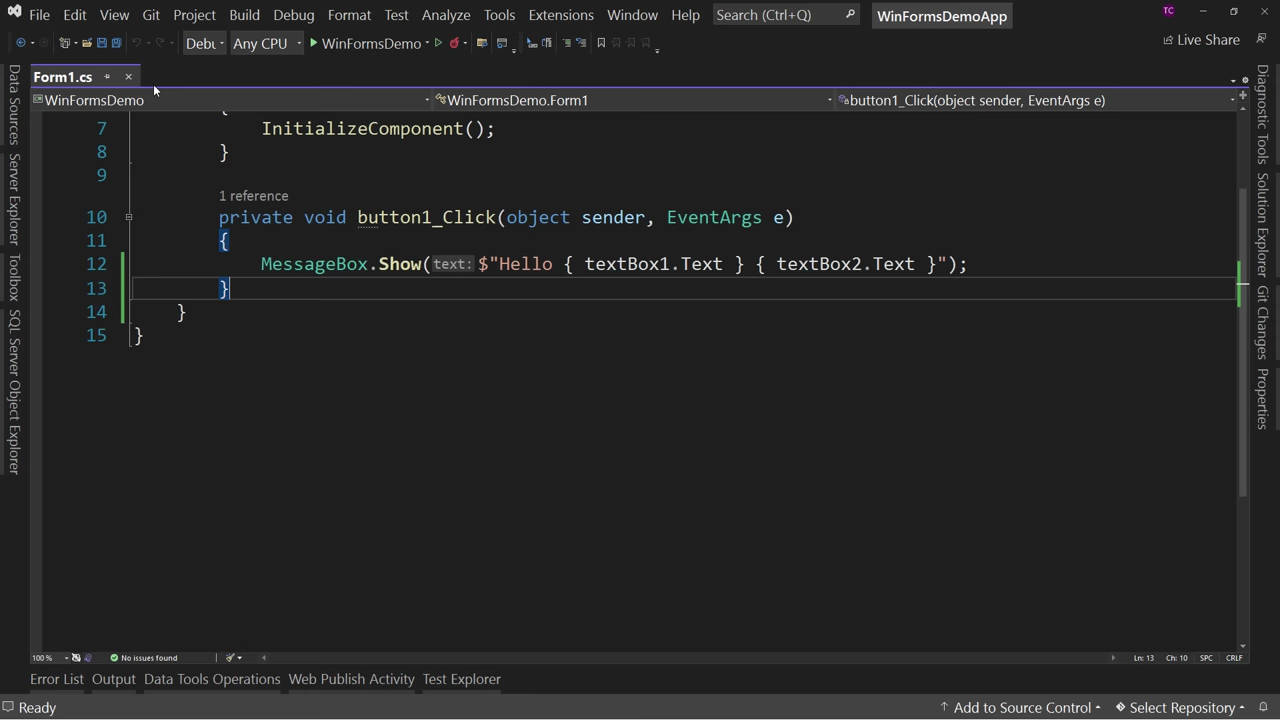 File Edit View Git Project Build Debug Format Test Analyze Tools Extensions Window Help Search (Ctrl+Q) WinFormsDemoApp TC
Debu Any CPU WinFormsDemo Live Share
Form1.cs
WinFormsDemo WinFormsDemo.Form1 button1_Click(object sender, EventArgs e)
{
7 InitializeComponent();
8 }
9
1 reference
10 private void button1_Click(object sender, EventArgs e)
11 {
12 MessageBox.Show(text: $"Hello { textBox1.Text } { textBox2.Text }");
13 }
14 }
15 }
Data Sources
Server Explorer
Toolbox
SQL Server Object Explorer
Diagnostic Tools
Solution Explorer
Git Changes
Properties
100 % No issues found Ln: 13 Ch: 10 SPC CRLF
Error List Output Data Tools Operations Web Publish Activity Test Explorer
Ready Add to Source Control Select Repository